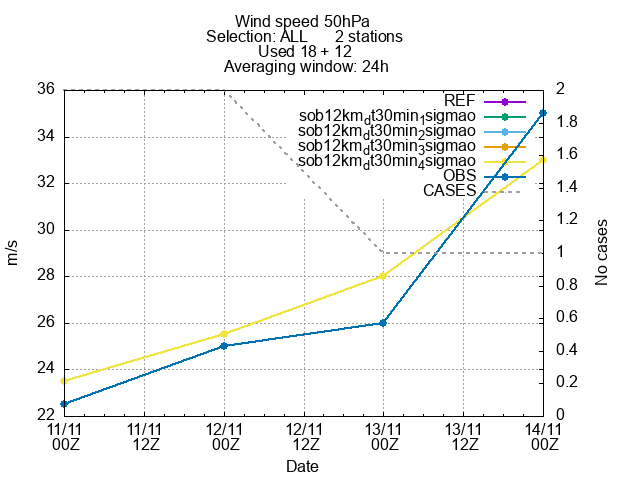 Wind speed 50hPa
Selection: ALL 2 stations
Used 18 + 12
Averaging window: 24h
36
34
32
30
28
26
24
22
m/s
2
1.8
1.6
1.4
1.2
1
0.8
0.6
0.4
0.2
0
No cases
REF
sob12km_dt30min_1sigmao
sob12km_dt30min_2sigmao
sob12km_dt30min_3sigmao
sob12km_dt30min_4sigmao
OBS
CASES
11/11 11/11 12/11 12/11 13/11 13/11 14/11
00Z 12Z 00Z 12Z 00Z 12Z 00Z
Date